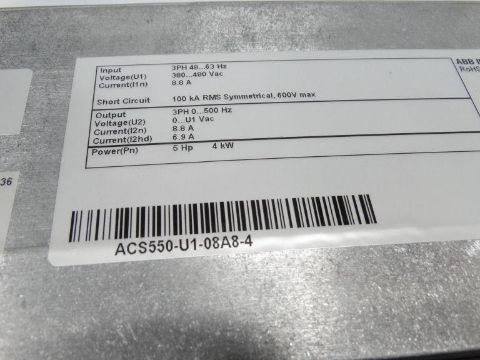 Input 3PH 48...63 Hz
Voltage(U1) 380...480 Vac
Current(I1n) 8.8 A
Short Circuit 100 kA RMS Symmetrical, 600V max
Output 3PH 0...500 Hz
Voltage(U2) 0...U1 Vac
Current(I2n) 8.8 A
Current(I2hd) 6.9 A
Power(Pn) 5 Hp 4 kW
ABB
RoHS
36
ACS550-U1-08A8-4